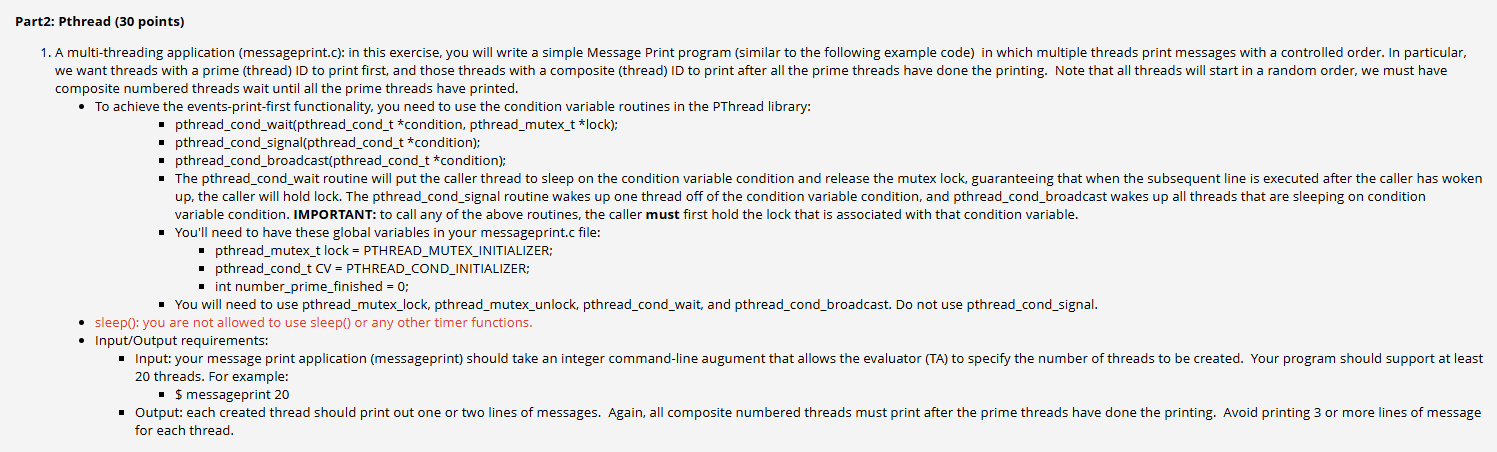 Part2: Pthread (30 points)
1. A multi-threading application (messageprint.c): in this exercise, you will write a simple Message Print program (similar to the following example code)  in which multiple threads print messages with a controlled order. In particular,
we want threads with a prime (thread) ID to print first, and those threads with a composite (thread) ID to print after all the prime threads have done the printing.  Note that all threads will start in a random order, we must have
composite numbered threads wait until all the prime threads have printed.
• To achieve the events-print-first functionality, you need to use the condition variable routines in the PThread library:
▪ pthread_cond_wait(pthread_cond_t *condition, pthread_mutex_t *lock);
▪ pthread_cond_signal(pthread_cond_t *condition);
▪ pthread_cond_broadcast(pthread_cond_t *condition);
▪ The pthread_cond_wait routine will put the caller thread to sleep on the condition variable condition and release the mutex lock, guaranteeing that when the subsequent line is executed after the caller has woken
up, the caller will hold lock. The pthread_cond_signal routine wakes up one thread off of the condition variable condition, and pthread_cond_broadcast wakes up all threads that are sleeping on condition
variable condition. IMPORTANT: to call any of the above routines, the caller must first hold the lock that is associated with that condition variable.
▪ You'll need to have these global variables in your messageprint.c file:
▪ pthread_mutex_t lock = PTHREAD_MUTEX_INITIALIZER;
▪ pthread_cond_t CV = PTHREAD_COND_INITIALIZER;
▪ int number_prime_finished = 0;
▪ You will need to use pthread_mutex_lock, pthread_mutex_unlock, pthread_cond_wait, and pthread_cond_broadcast. Do not use pthread_cond_signal.
• sleep(): you are not allowed to use sleep() or any other timer functions.
• Input/Output requirements:
▪ Input: your message print application (messageprint) should take an integer command-line augument that allows the evaluator (TA) to specify the number of threads to be created.  Your program should support at least
20 threads. For example:
▪ $ messageprint 20
▪ Output: each created thread should print out one or two lines of messages.  Again, all composite numbered threads must print after the prime threads have done the printing.  Avoid printing 3 or more lines of message
for each thread.